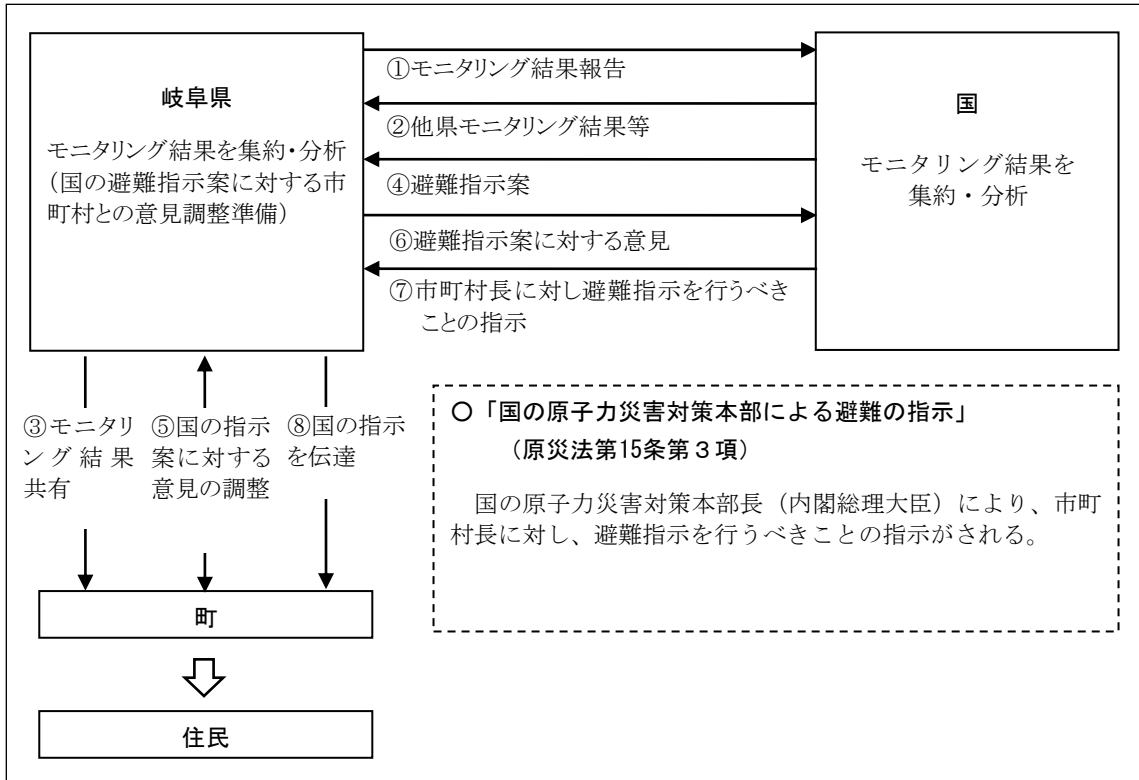 岐阜県
モニタリング結果を集約・分析
（国の避難指示案に対する市
町村との意見調整準備）
①モニタリング結果報告
②他県モニタリング結果等
④避難指示案
⑥避難指示案に対する意見
⑦市町村長に対し避難指示を行うべき
ことの指示
国
モニタリング結果を
集約・分析
③モニタリ
ング結果
共有
⑤国の指示
案に対する
意見の調整
⑧国の指示
を伝達
○「国の原子力災害対策本部による避難の指示」
（原災法第15条第３項）
国の原子力災害対策本部長（内閣総理大臣）により、市町
村長に対し、避難指示を行うべきことの指示がされる。
町
住民